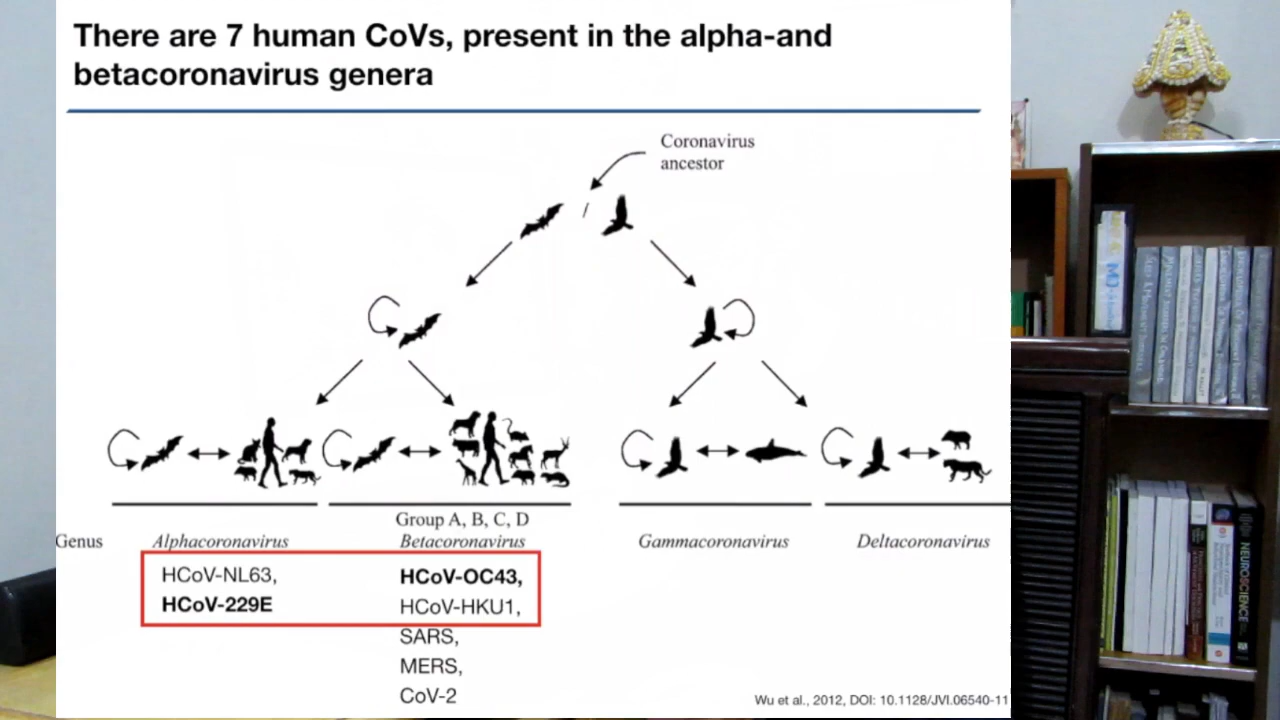 There are 7 human CoVs, present in the alpha-and
betacoronavirus genera
Coronavirus
ancestor
/
Group A, B, C, D
Genus
Alphacoronavirus
Betacoronavirus
Gammacoronavirus
Deltacoronavirus
HCoV-NL63,
HCoV-229E
HCoV-OC43,
HCoV-HKU1,
SARS,
MERS,
CoV-2
Wu et al., 2012, DOI: 10.1128/JVI.06540-11
NEUROSCIENCE